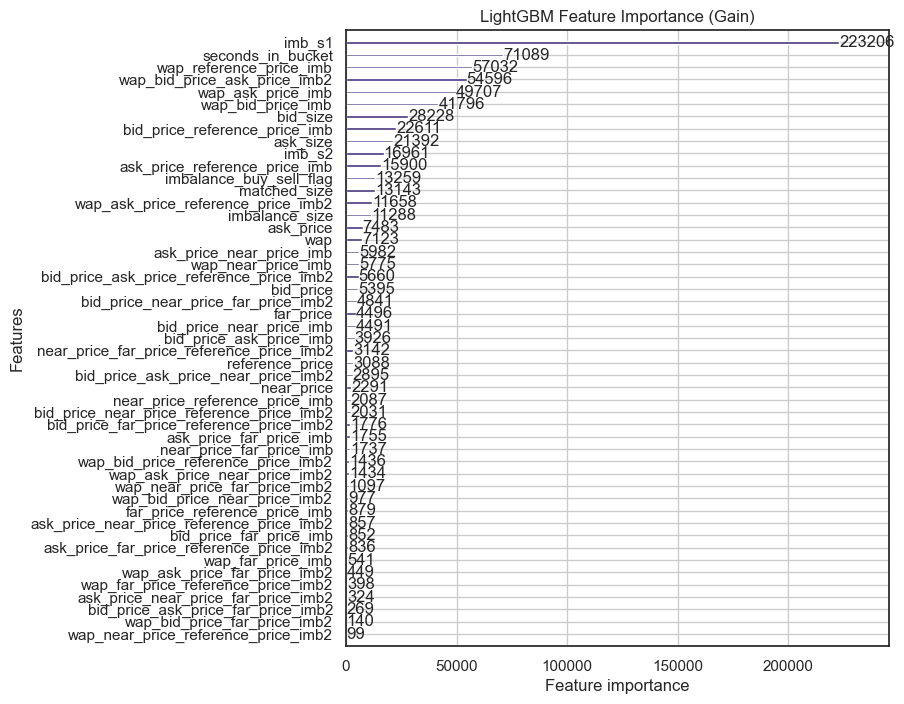 LightGBM Feature Importance (Gain)
imb_s1 223206
seconds_in_bucket 71089
wap_reference_price_imb 57032
wap_bid_price_ask_price_imb2 54596
wap_ask_price_imb 49707
wap_bid_price_imb 41796
bid_size 28228
bid_price_reference_price_imb 22611
ask_size 21392
imb_s2 16961
ask_price_reference_price_imb 15900
imbalance_buy_sell_flag 13259
matched_size 13143
wap_ask_price_reference_price_imb2 11658
imbalance_size 11288
ask_price 7483
wap 7123
ask_price_near_price_imb 5982
wap_near_price_imb 5775
bid_price_ask_price_reference_price_imb2 5660
bid_price 5395
bid_price_near_price_far_price_imb2 4841
far_price 4496
bid_price_near_price_imb 4491
bid_price_ask_price_imb 3926
near_price_far_price_reference_price_imb2 3142
reference_price 3088
bid_price_ask_price_near_price_imb2 2895
near_price 2291
near_price_reference_price_imb 2087
bid_price_near_price_reference_price_imb2 2031
bid_price_far_price_reference_price_imb2 1776
ask_price_far_price_imb 1755
near_price_far_price_imb 1737
wap_bid_price_reference_price_imb2 1436
wap_ask_price_near_price_imb2 1434
wap_near_price_far_price_imb2 1097
wap_bid_price_near_price_imb2 977
far_price_reference_price_imb 879
ask_price_near_price_reference_price_imb2 857
bid_price_far_price_imb 852
ask_price_far_price_reference_price_imb2 836
wap_far_price_imb 541
wap_ask_price_far_price_imb2 449
wap_far_price_reference_price_imb2 398
ask_price_near_price_far_price_imb2 324
bid_price_ask_price_far_price_imb2 269
wap_bid_price_far_price_imb2 140
wap_near_price_reference_price_imb2 99
Features
0 50000 100000 150000 200000
Feature importance